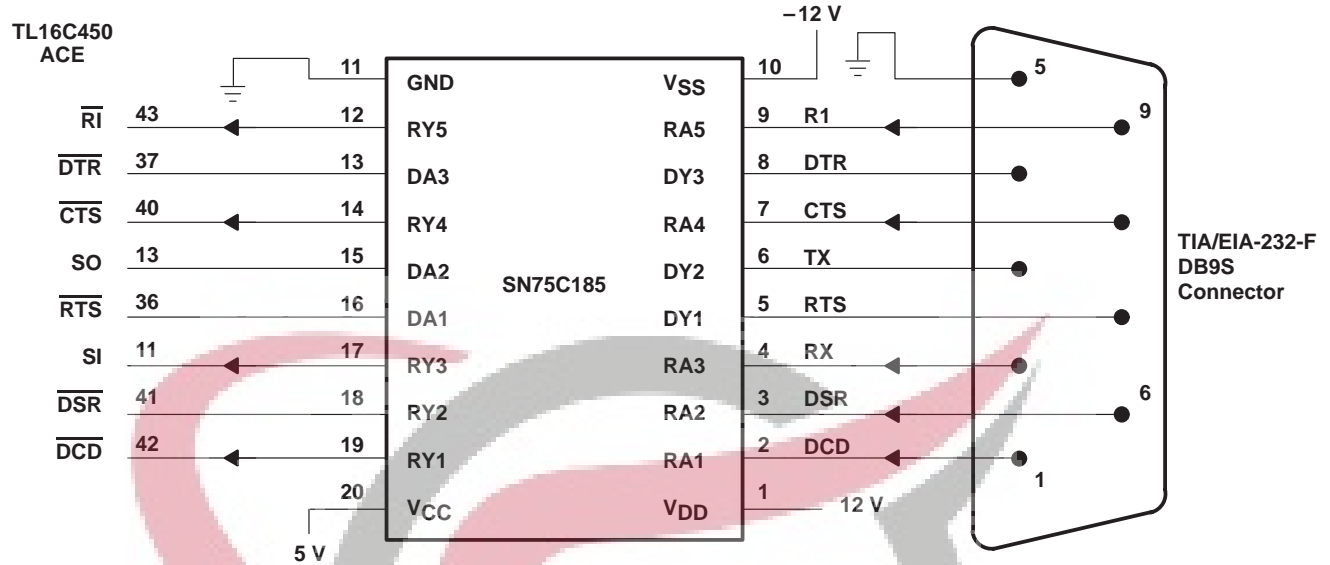 TL16C450
ACE
–12 V
11 GND VSS 10 5
RI 43 12 RY5 RA5 9 R1 9
DTR 37 13 DA3 DY3 8 DTR
CTS 40 14 RY4 RA4 7 CTS
SO 13 15 DA2 DY2 6 TX
RTS 36 16 DA1 DY1 5 RTS
SI 11 17 RY3 RA3 4 RX
DSR 41 18 RY2 RA2 3 DSR 6
DCD 42 19 RY1 RA1 2 DCD 1
20 VCC VDD 1 12 V
5 V
SN75C185
TIA/EIA-232-F
DB9S
Connector